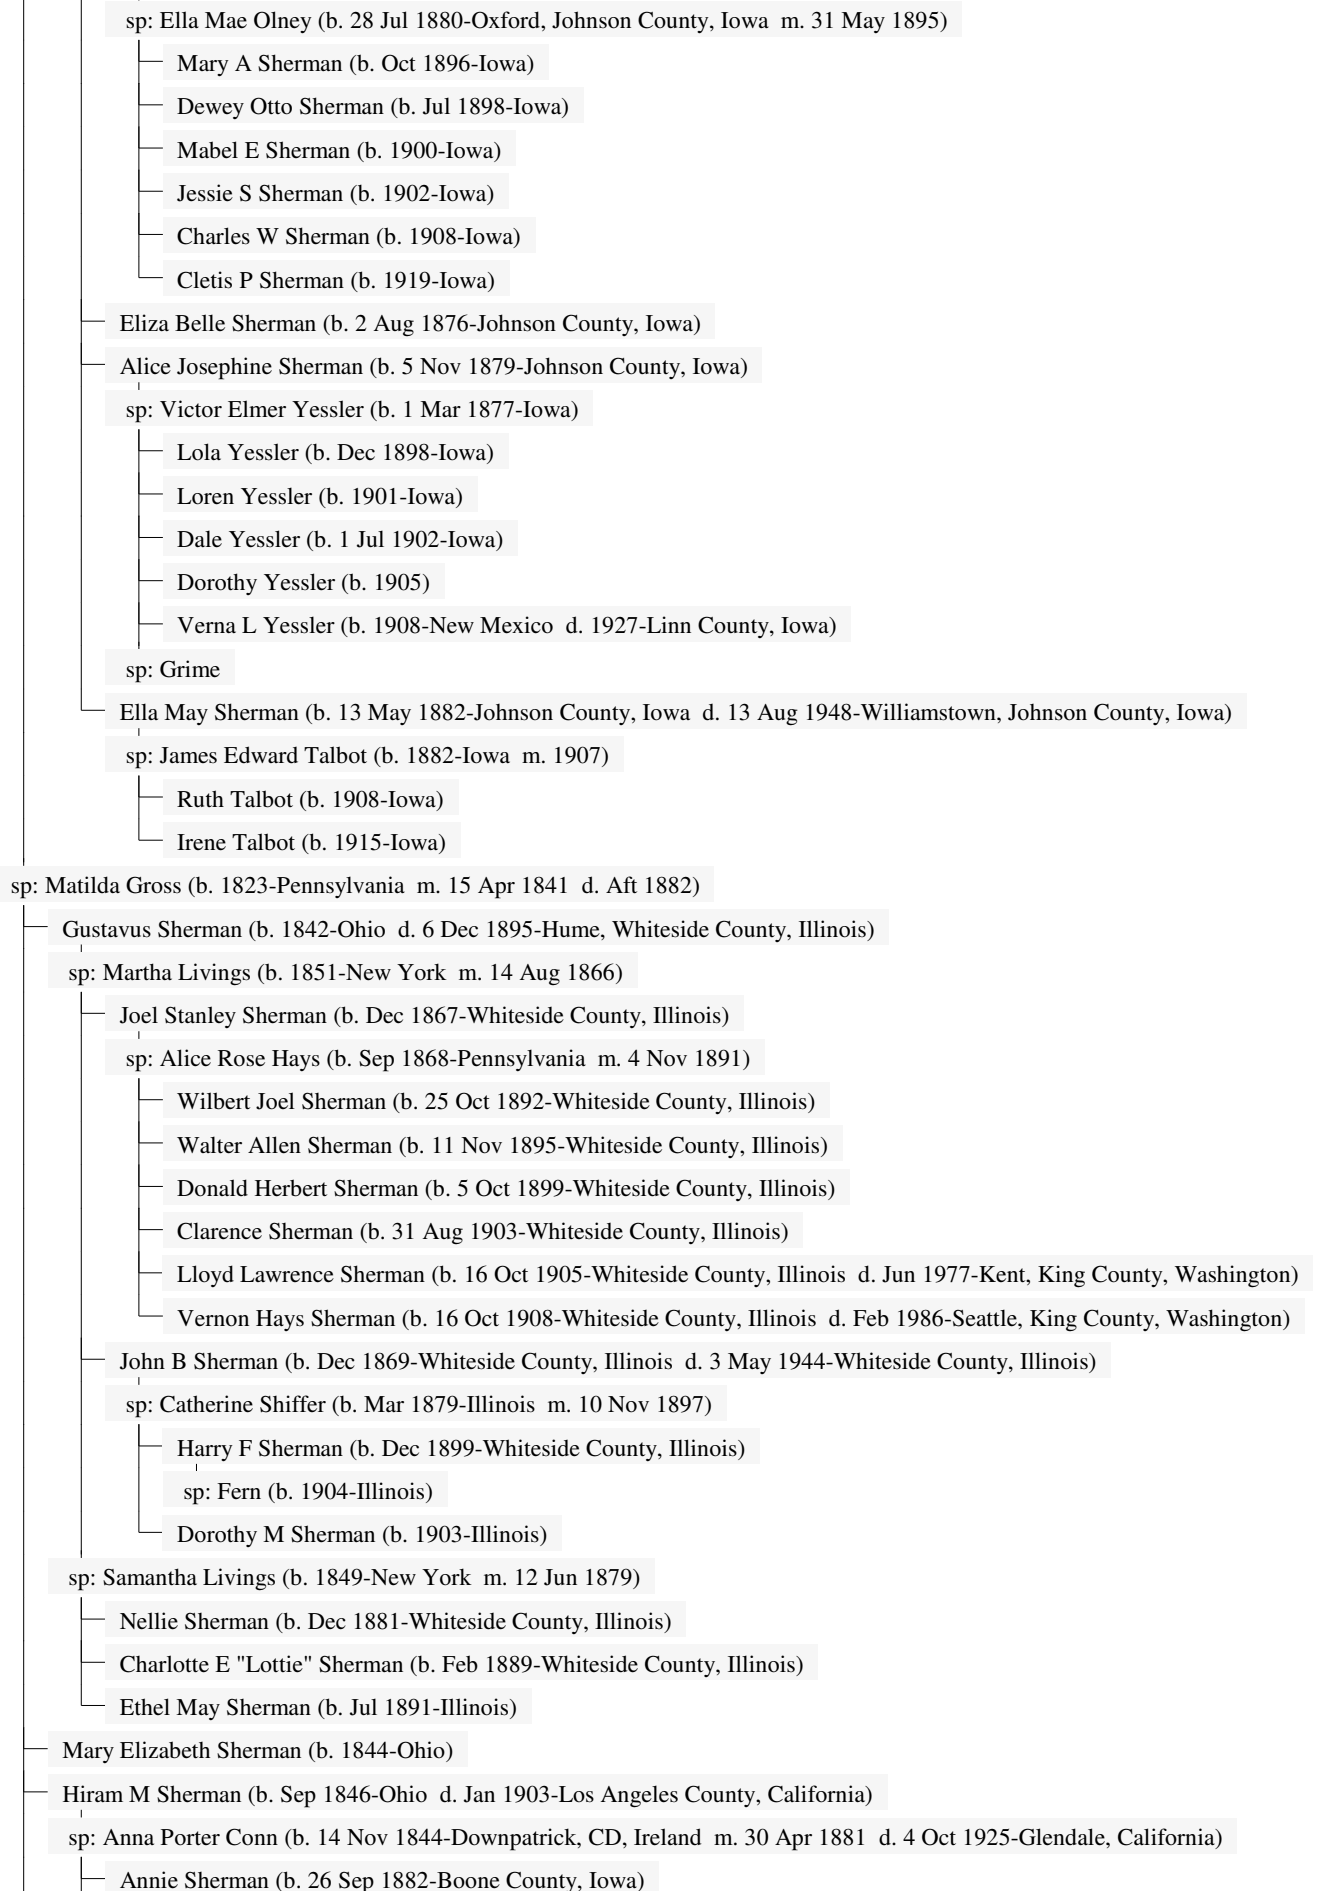 sp: Ella Mae Olney (b. 28 Jul 1880-Oxford, Johnson County, Iowa  m. 31 May 1895)
Mary A Sherman (b. Oct 1896-Iowa)
Dewey Otto Sherman (b. Jul 1898-Iowa)
Mabel E Sherman (b. 1900-Iowa)
Jessie S Sherman (b. 1902-Iowa)
Charles W Sherman (b. 1908-Iowa)
Cletis P Sherman (b. 1919-Iowa)
Eliza Belle Sherman (b. 2 Aug 1876-Johnson County, Iowa)
Alice Josephine Sherman (b. 5 Nov 1879-Johnson County, Iowa)
sp: Victor Elmer Yessler (b. 1 Mar 1877-Iowa)
Lola Yessler (b. Dec 1898-Iowa)
Loren Yessler (b. 1901-Iowa)
Dale Yessler (b. 1 Jul 1902-Iowa)
Dorothy Yessler (b. 1905)
Verna L Yessler (b. 1908-New Mexico  d. 1927-Linn County, Iowa)
sp: Grime
Ella May Sherman (b. 13 May 1882-Johnson County, Iowa  d. 13 Aug 1948-Williamstown, Johnson County, Iowa)
sp: James Edward Talbot (b. 1882-Iowa  m. 1907)
Ruth Talbot (b. 1908-Iowa)
Irene Talbot (b. 1915-Iowa)
sp: Matilda Gross (b. 1823-Pennsylvania  m. 15 Apr 1841  d. Aft 1882)
Gustavus Sherman (b. 1842-Ohio  d. 6 Dec 1895-Hume, Whiteside County, Illinois)
sp: Martha Livings (b. 1851-New York  m. 14 Aug 1866)
Joel Stanley Sherman (b. Dec 1867-Whiteside County, Illinois)
sp: Alice Rose Hays (b. Sep 1868-Pennsylvania  m. 4 Nov 1891)
Wilbert Joel Sherman (b. 25 Oct 1892-Whiteside County, Illinois)
Walter Allen Sherman (b. 11 Nov 1895-Whiteside County, Illinois)
Donald Herbert Sherman (b. 5 Oct 1899-Whiteside County, Illinois)
Clarence Sherman (b. 31 Aug 1903-Whiteside County, Illinois)
Lloyd Lawrence Sherman (b. 16 Oct 1905-Whiteside County, Illinois  d. Jun 1977-Kent, King County, Washington)
Vernon Hays Sherman (b. 16 Oct 1908-Whiteside County, Illinois  d. Feb 1986-Seattle, King County, Washington)
John B Sherman (b. Dec 1869-Whiteside County, Illinois  d. 3 May 1944-Whiteside County, Illinois)
sp: Catherine Shiffer (b. Mar 1879-Illinois  m. 10 Nov 1897)
Harry F Sherman (b. Dec 1899-Whiteside County, Illinois)
sp: Fern (b. 1904-Illinois)
Dorothy M Sherman (b. 1903-Illinois)
sp: Samantha Livings (b. 1849-New York  m. 12 Jun 1879)
Nellie Sherman (b. Dec 1881-Whiteside County, Illinois)
Charlotte E "Lottie" Sherman (b. Feb 1889-Whiteside County, Illinois)
Ethel May Sherman (b. Jul 1891-Illinois)
Mary Elizabeth Sherman (b. 1844-Ohio)
Hiram M Sherman (b. Sep 1846-Ohio  d. Jan 1903-Los Angeles County, California)
sp: Anna Porter Conn (b. 14 Nov 1844-Downpatrick, CD, Ireland  m. 30 Apr 1881  d. 4 Oct 1925-Glendale, California)
Annie Sherman (b. 26 Sep 1882-Boone County, Iowa)